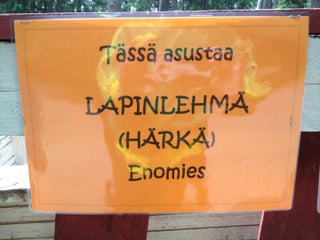 Tässä asustaa
LAPINLEHMÄ
(HÄRKÄ)
Enomies